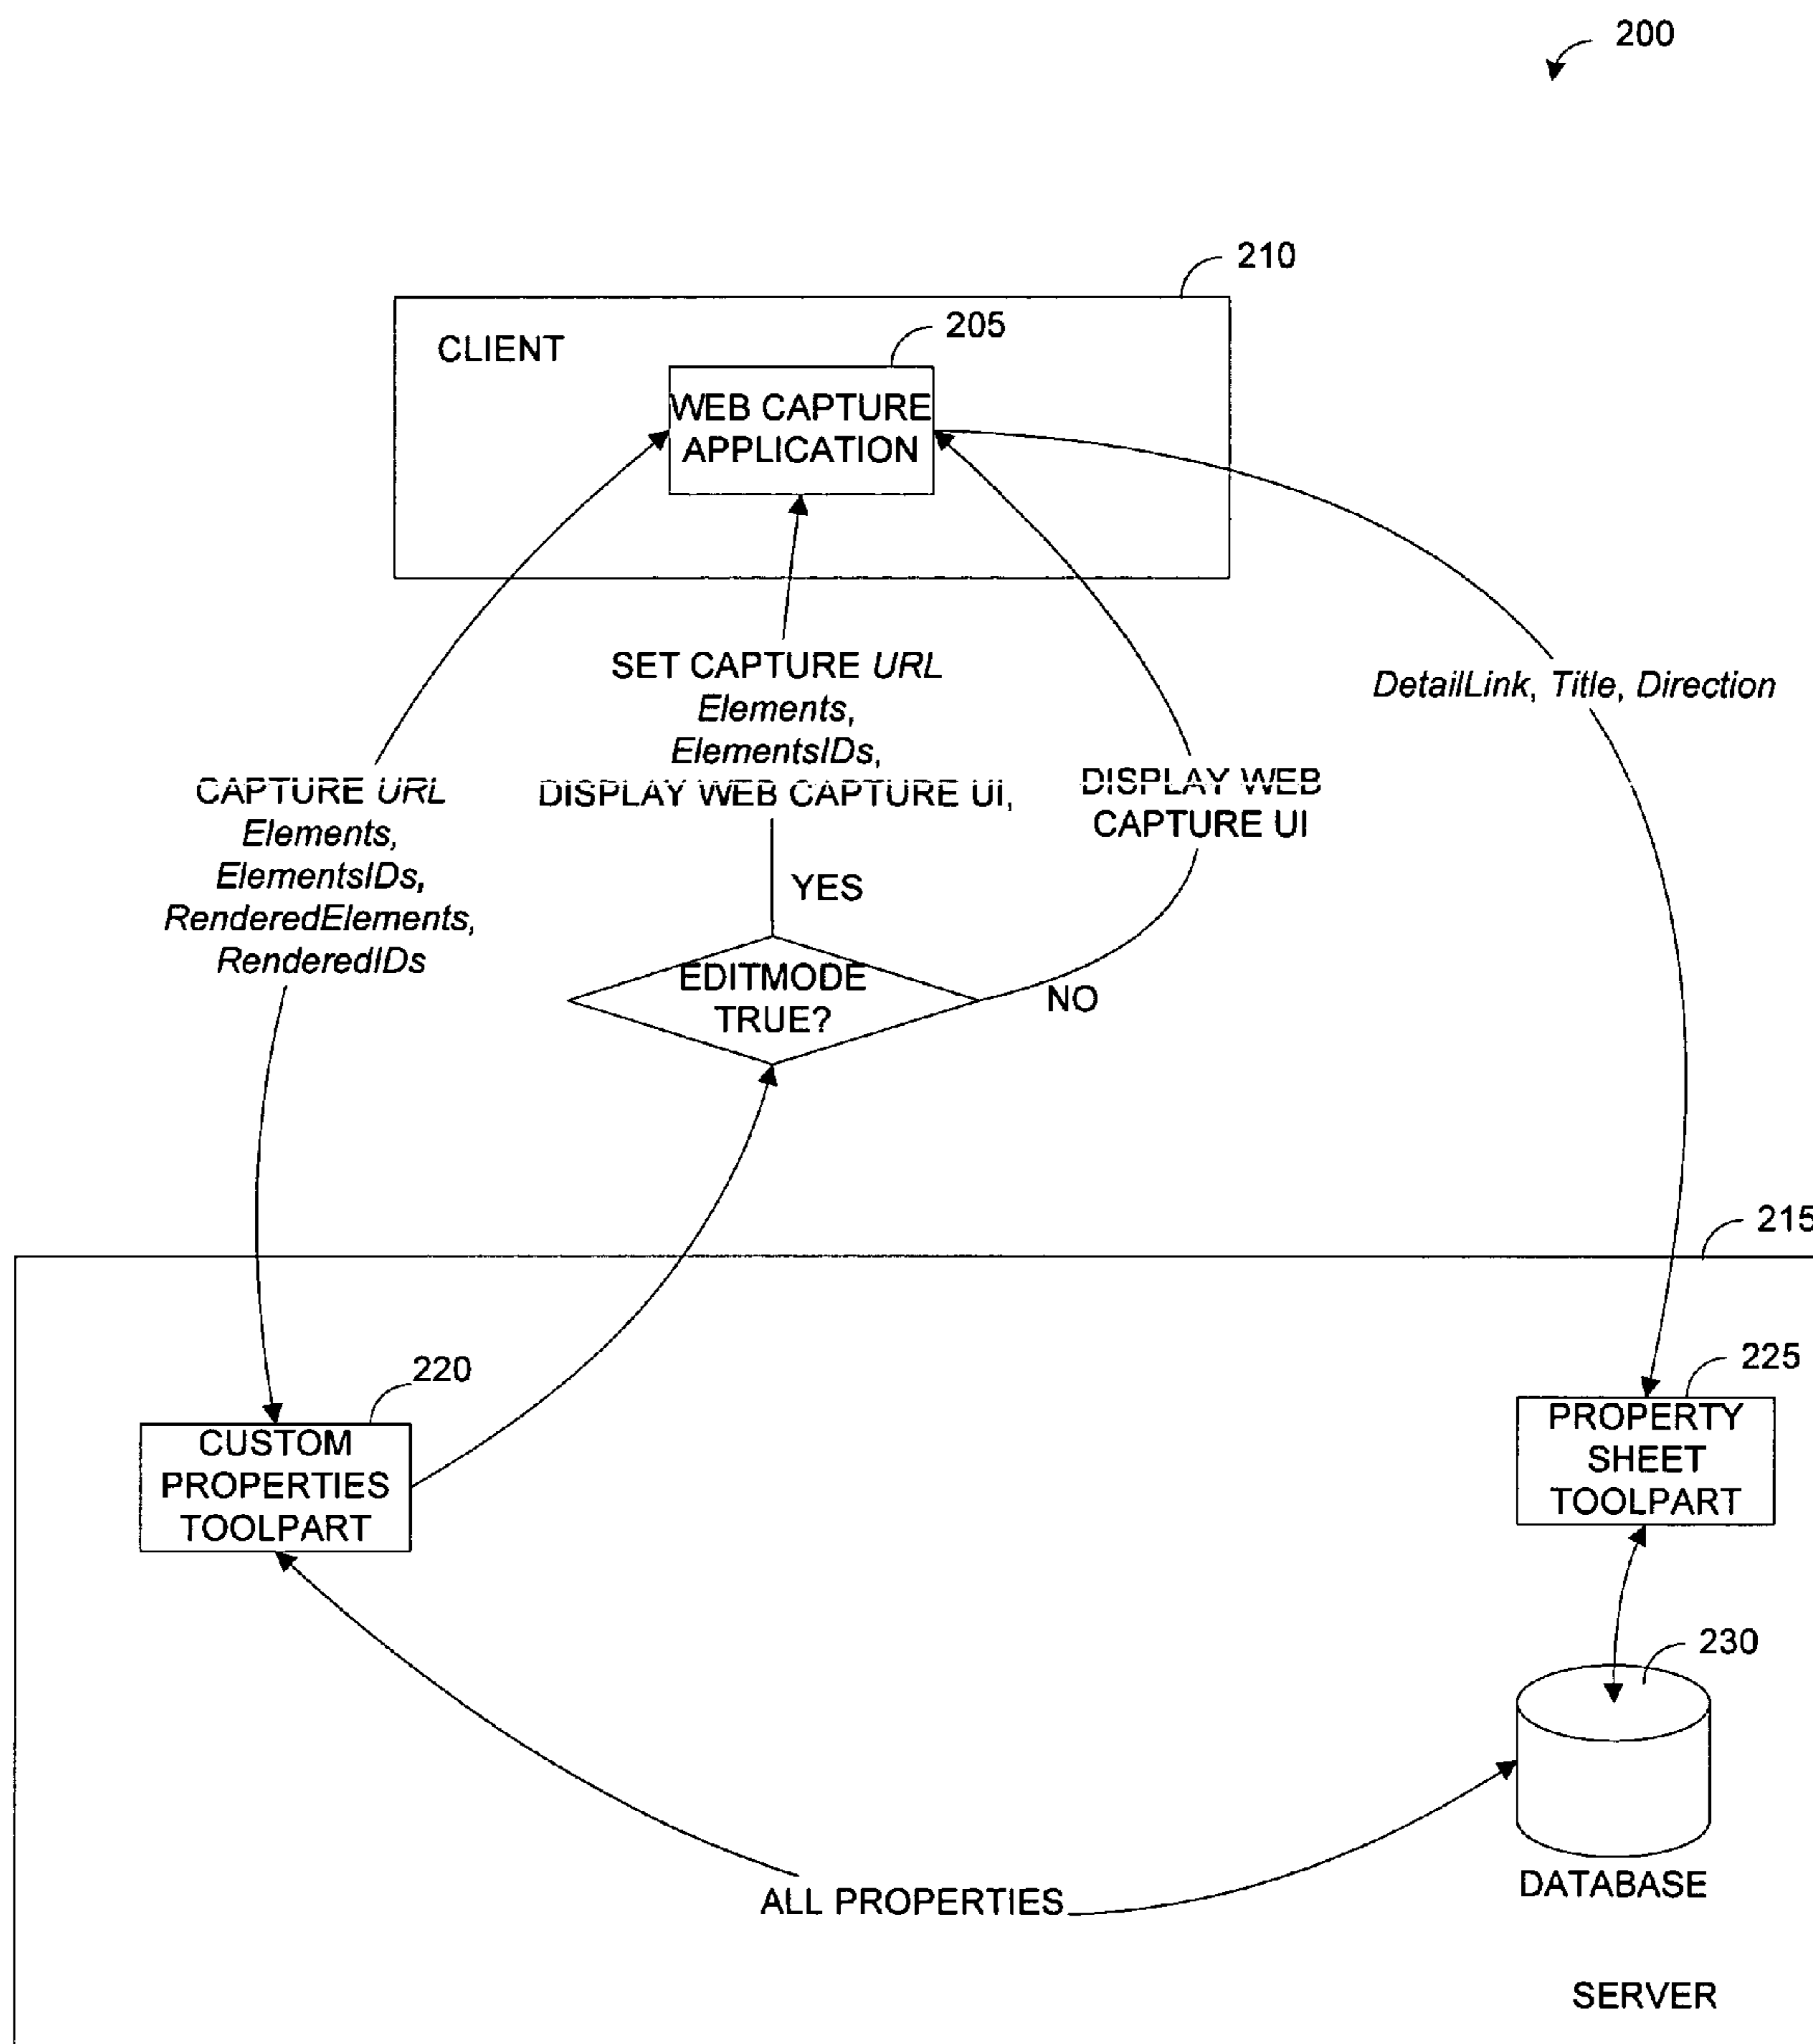 200
210
CLIENT
205
WEB CAPTURE
APPLICATION
SET CAPTURE URL
Elements,
ElementsIDs,
DISPLAY WEB CAPTURE UI,
DetailLink, Title, Direction
CAPTURE URL
Elements,
ElementsIDs,
RenderedElements,
RenderedIDs
DISPLAY WEB
CAPTURE UI
YES
EDITMODE
TRUE?
NO
215
220
CUSTOM
PROPERTIES
TOOLPART
225
PROPERTY
SHEET
TOOLPART
230
DATABASE
ALL PROPERTIES
SERVER